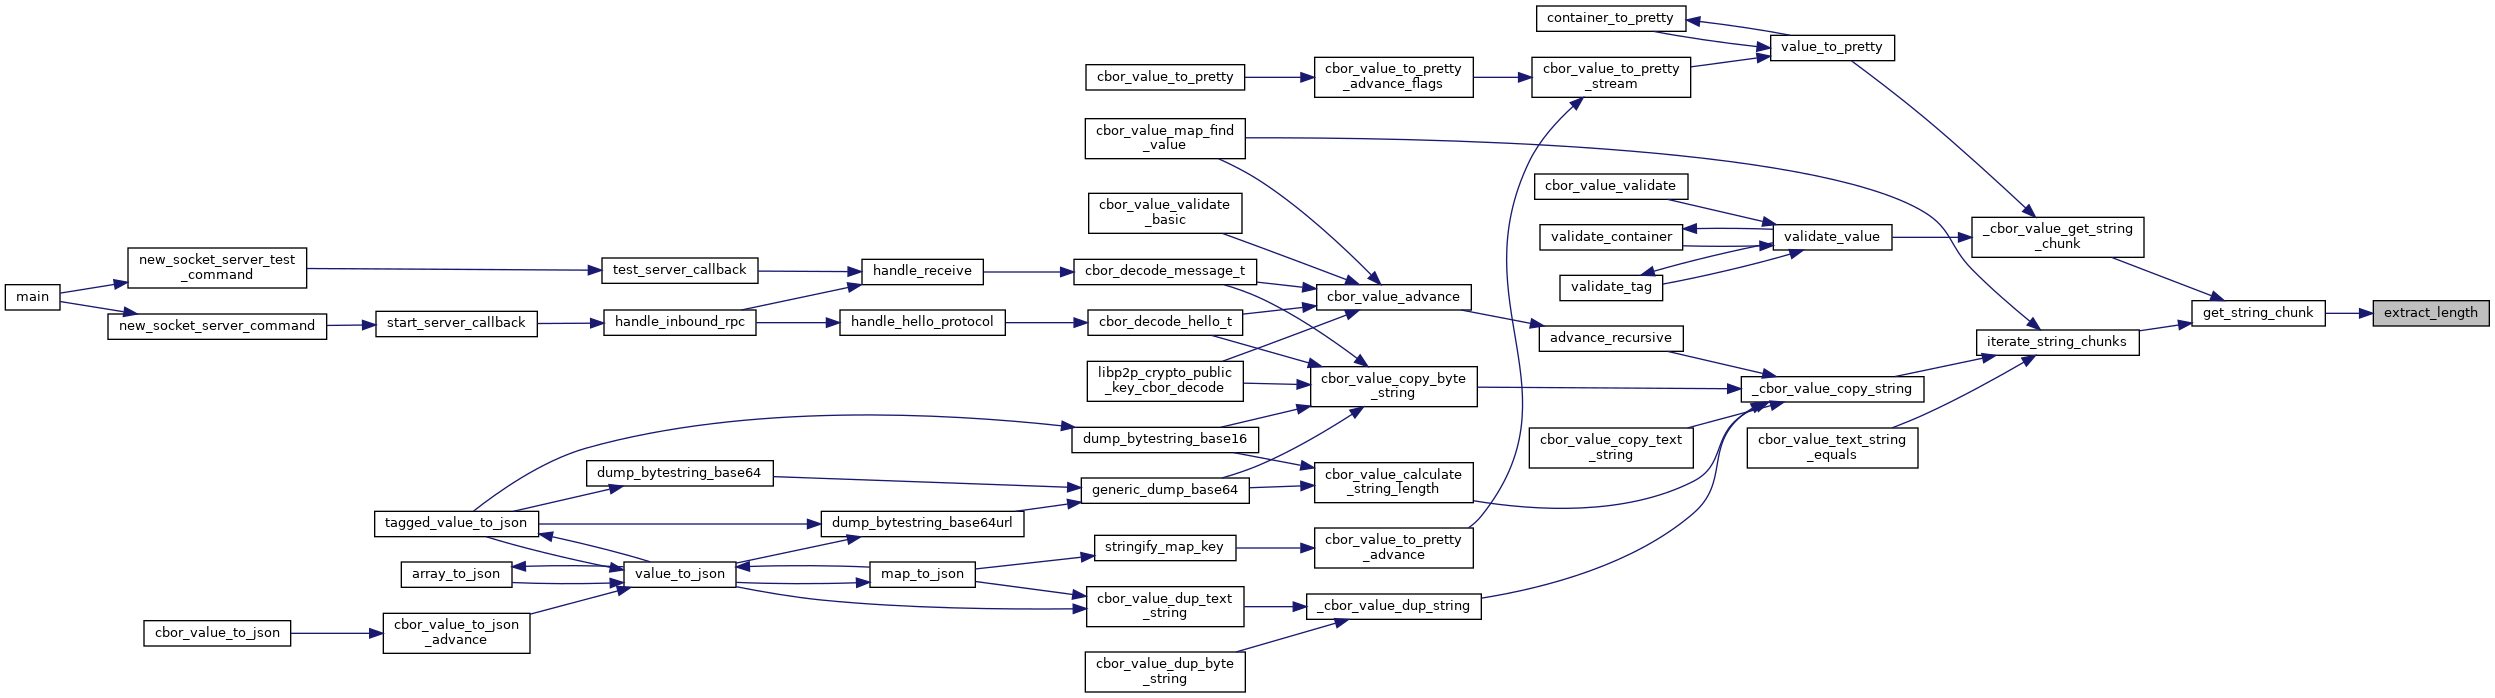 container_to_pretty
value_to_pretty
cbor_value_to_pretty
cbor_value_to_pretty
_advance_flags
cbor_value_to_pretty
_stream
cbor_value_map_find
_value
cbor_value_validate
cbor_value_validate
_basic
validate_container
validate_value
_cbor_value_get_string
_chunk
validate_tag
new_socket_server_test
_command
test_server_callback
handle_receive
cbor_decode_message_t
main
cbor_value_advance
new_socket_server_command
start_server_callback
handle_inbound_rpc
handle_hello_protocol
cbor_decode_hello_t
get_string_chunk
extract_length
advance_recursive
iterate_string_chunks
libp2p_crypto_public
_key_cbor_decode
cbor_value_copy_byte
_string
_cbor_value_copy_string
dump_bytestring_base16
cbor_value_copy_text
_string
cbor_value_text_string
_equals
dump_bytestring_base64
generic_dump_base64
cbor_value_calculate
_string_length
tagged_value_to_json
dump_bytestring_base64url
stringify_map_key
cbor_value_to_pretty
_advance
array_to_json
value_to_json
map_to_json
cbor_value_dup_text
_string
_cbor_value_dup_string
cbor_value_to_json
cbor_value_to_json
_advance
cbor_value_dup_byte
_string